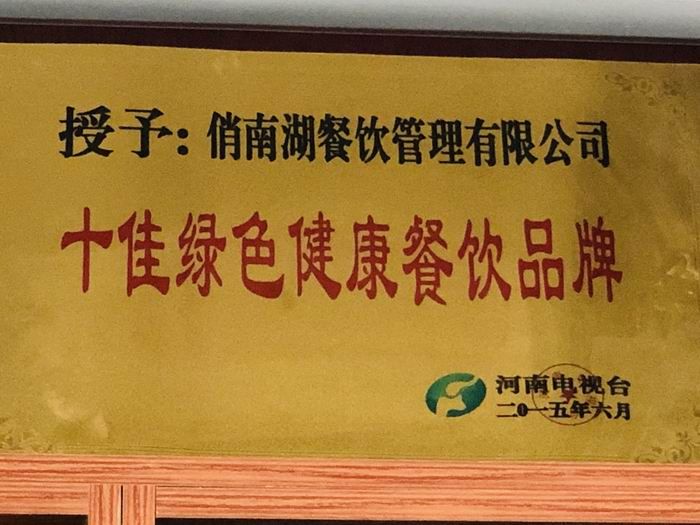 授予：俏南湖餐饮管理有限公司
十佳绿色健康餐饮品牌
河南电视台
二0一五年六月